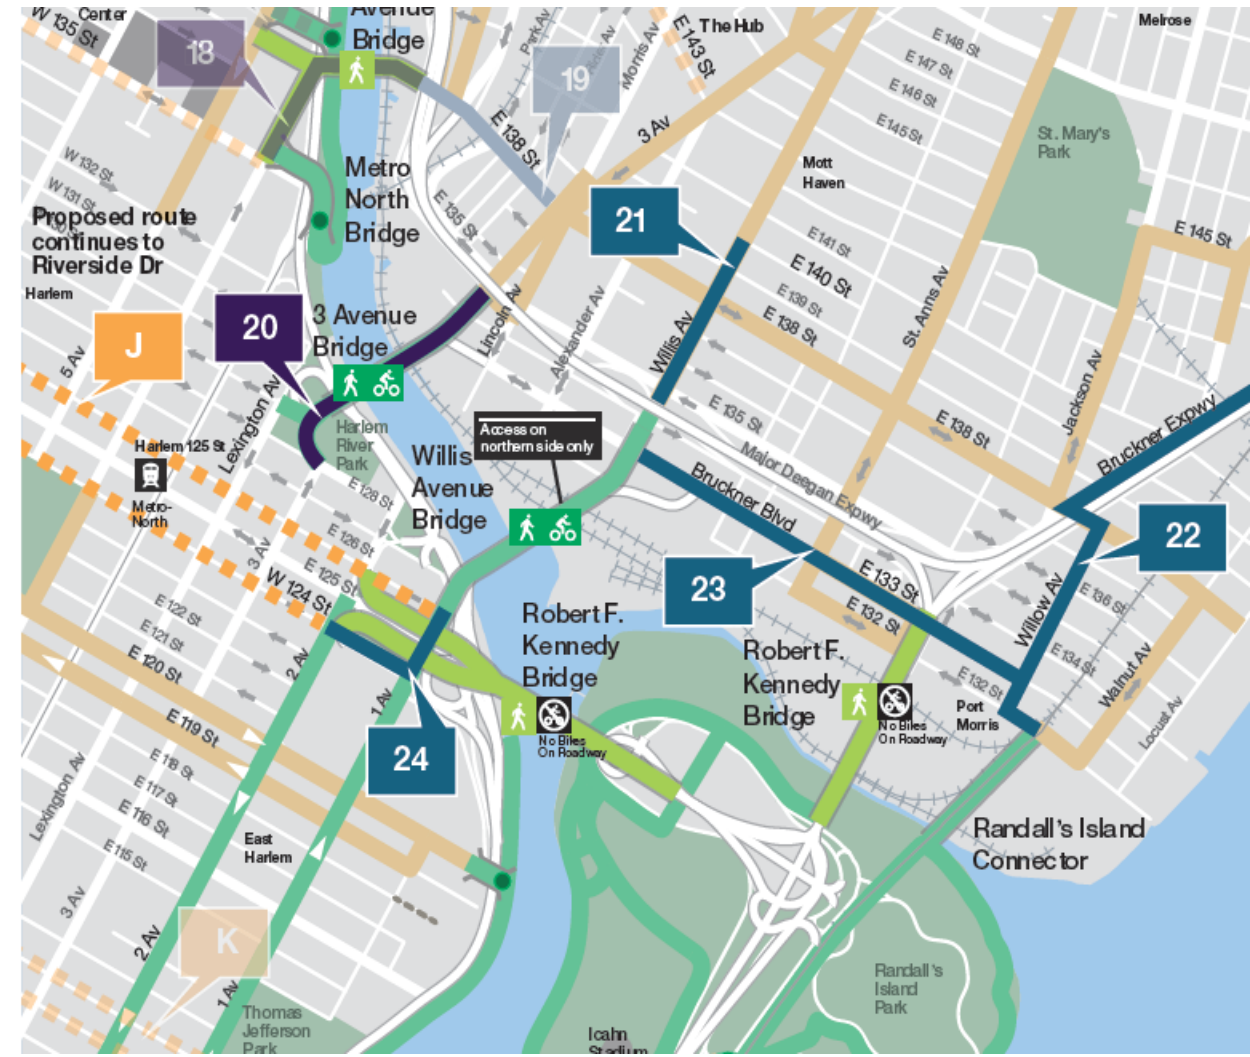 Center
W 135 St
18
Avenue
Bridge
Park Av
Morris Av
19
E 143 St
The Hub
Melrose
E 148 St
E 147 St
E 146 St
E 145 St
St. Mary's
Park
3 Av
E 138 St
Mott
Haven
W 132 St
W 131 St
Metro
North
Bridge
E 135 St
Proposed route
continues to
Riverside Dr
Harlem
21
E 141 St
E 140 St
E 139 St
E 138 St
E 145 St
St. Anns Av
20
3 Avenue
Bridge
Lincoln Av
Alexander Av
Willis Av
J
5 Av
Lexington Av
Jackson Av
Harlem
River
Park
Access on
northern side only
E 135 St
E 138 St
Bruckner Expwy
Harlem 125 St
Metro-
North
Willis
Avenue
Bridge
Major Deegan Expwy
Bruckner Blvd
E 128 St
E 126 St
E 125 St
W 124 St
3 Av
22
23
E 133 St
E 132 St
Willow Av
E 136 St
E 134 St
E 132 St
Walnut Av
Locust Av
E 122 St
E 121 St
E 120 St
E 119 St
E 118 St
E 117 St
E 116 St
E 115 St
2 Av
1 Av
Robert F.
Kennedy
Bridge
No Bikes
On Roadway
Robert F.
Kennedy
Bridge
No Bikes
On Roadway
Port
Morris
24
Lexington Av
East
Harlem
Randall's Island
Connector
3 Av
2 Av
K
1 Av
Thomas
Jefferson
Park
Randall's
Island
Park
Icahn
Stadium